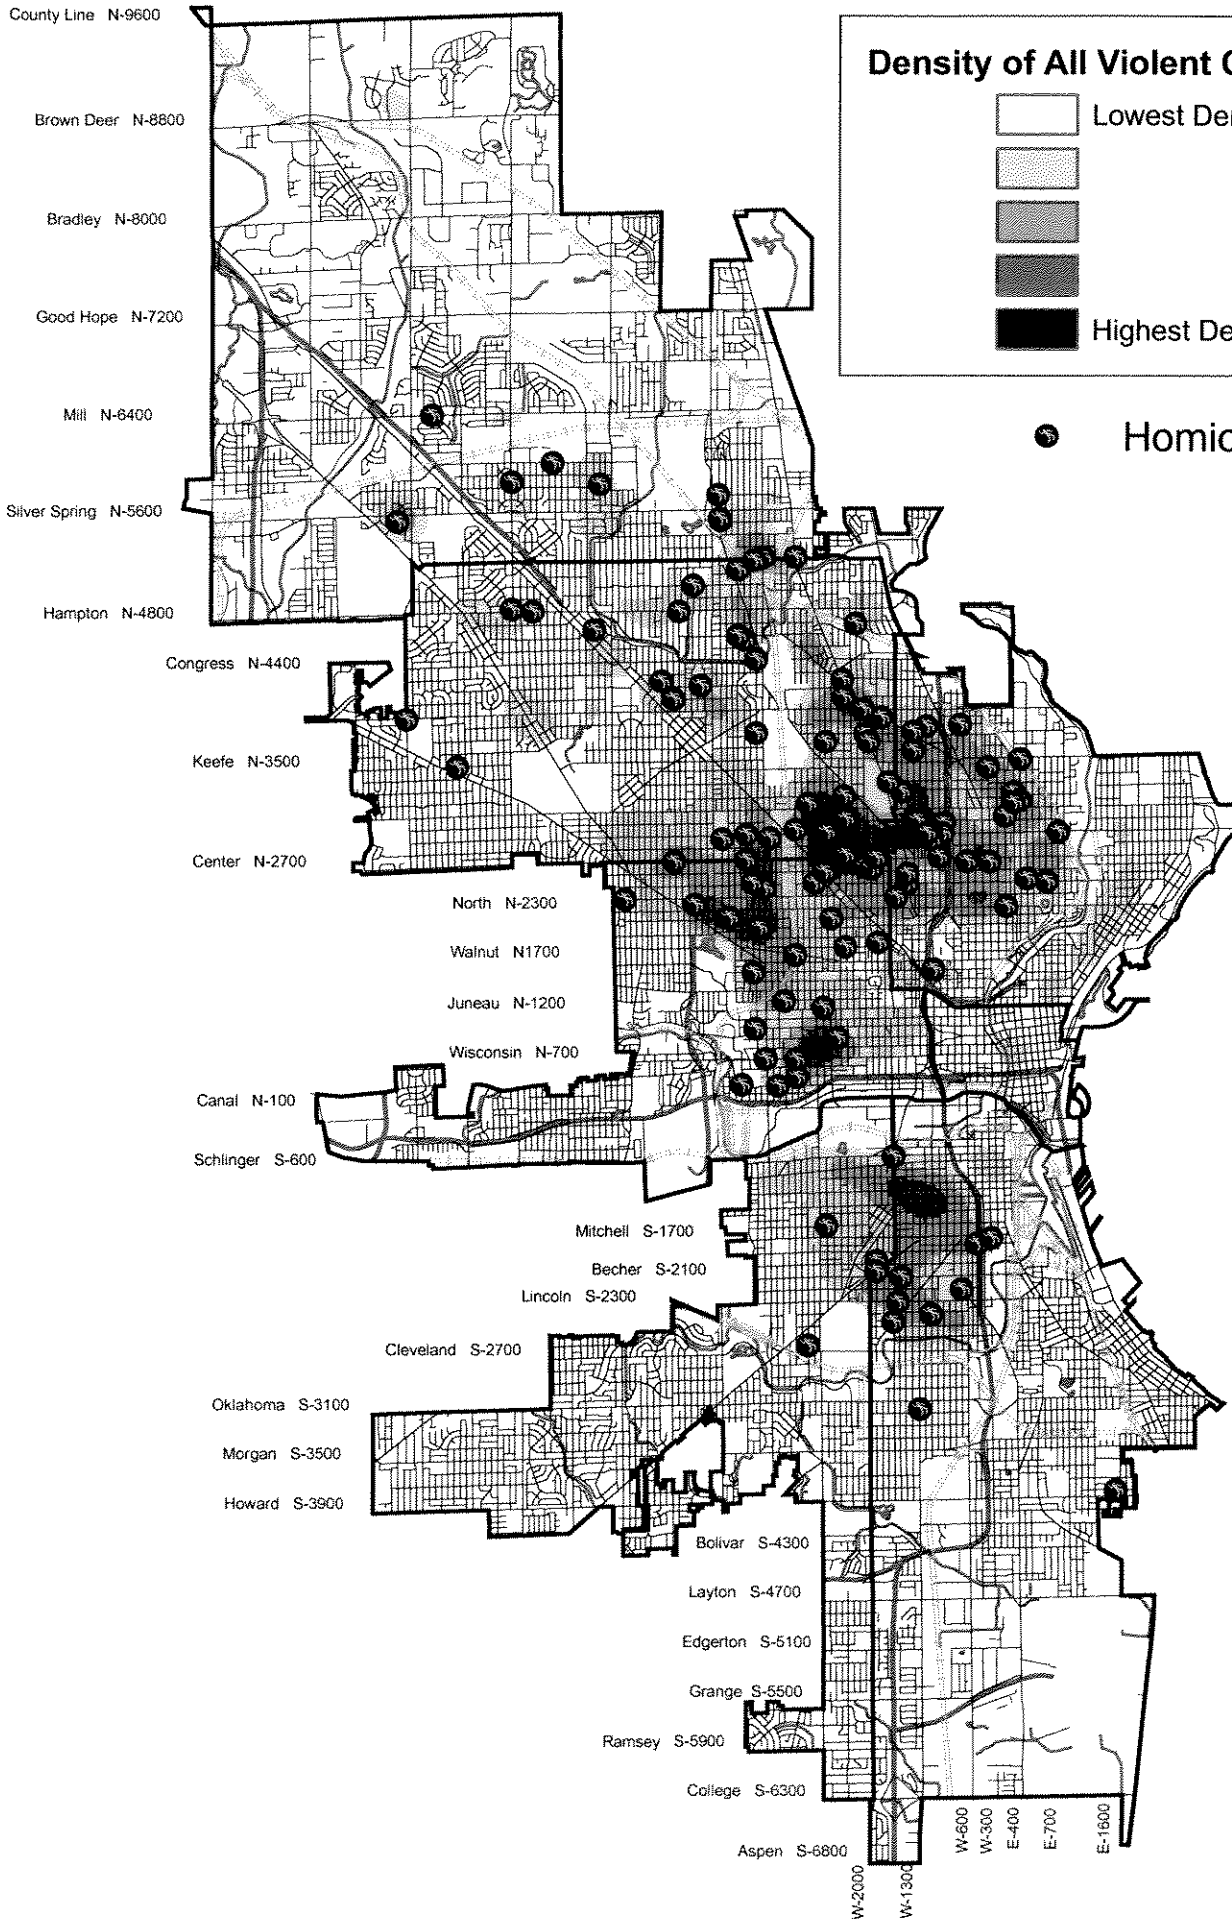 County Line N-9600
Density of All Violent
Lowest
Brown Deer N-8800
Bradley N-8000
Good Hope N-7200
Highest
Mill N-6400
Silver Spring N-5600
Hampton N-4800
Congress N-4400
Keefe N-3500
Center N-2700
North N-2300
Walnut N1700
Juneau N-1200
Wisconsin N-700
Canal N-100
Schlinger S-600
Mitchell S-1700
Becher S-2100
Lincoln S-2300
Cleveland S-2700
Oklahoma S-3100
Morgan S-3500
Howard S-3900
Bolivar S-4300
Layton S-4700
Edgerton S-5100
Grange S-5500
Ramsey S-5900
College S-6300
Aspen S-6800
W-2000
W-1300
W-600
W-300
E-400
E-700
E-1600